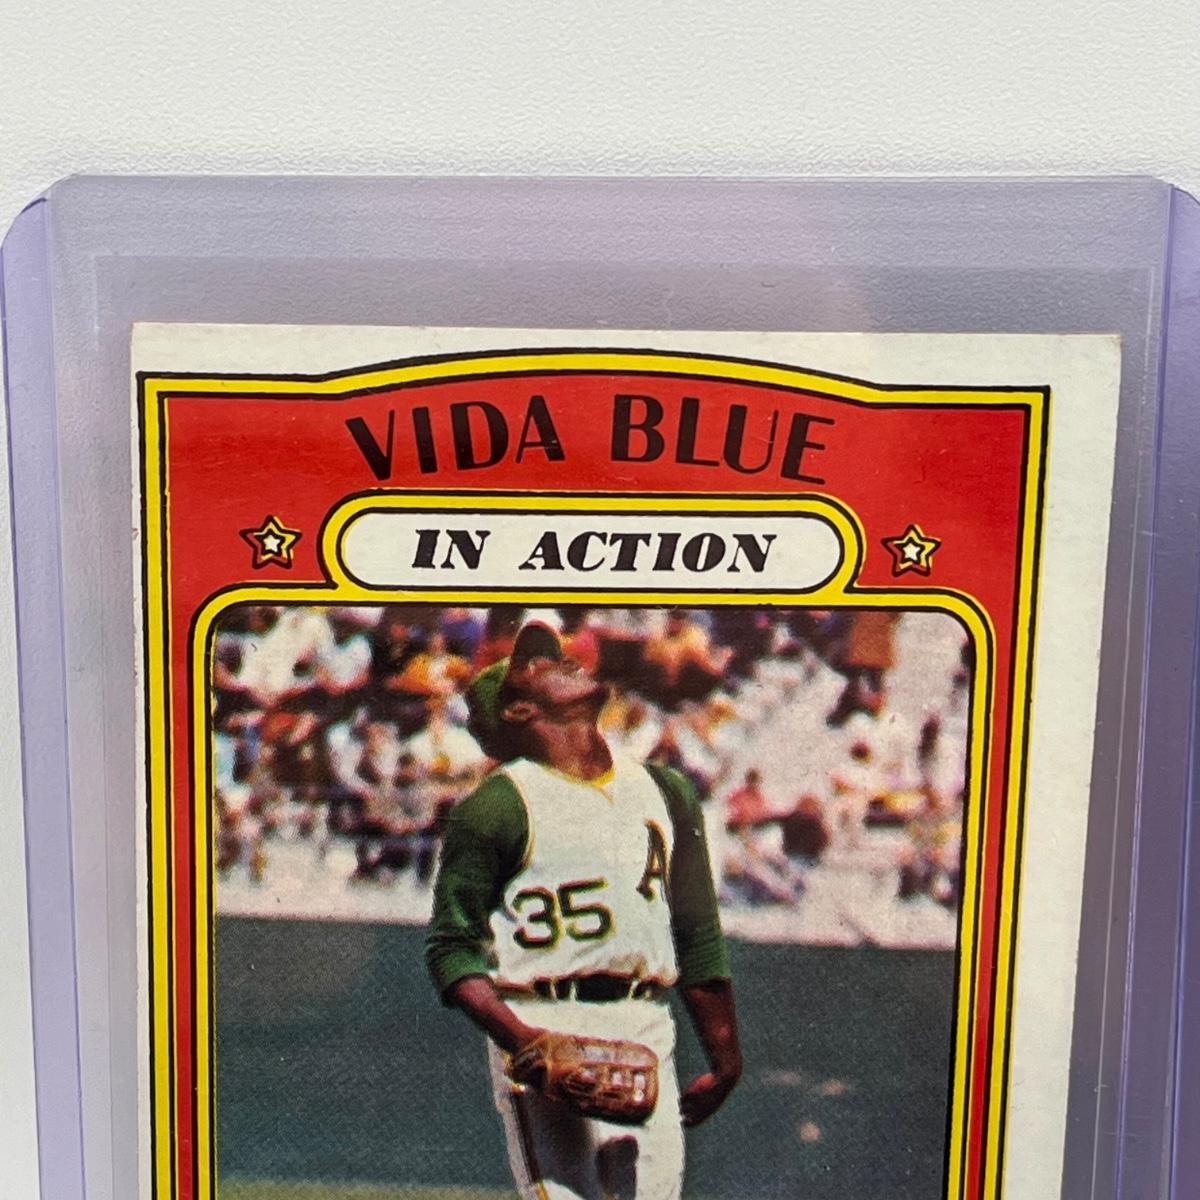 VIDA BLUE
IN ACTION
A
35